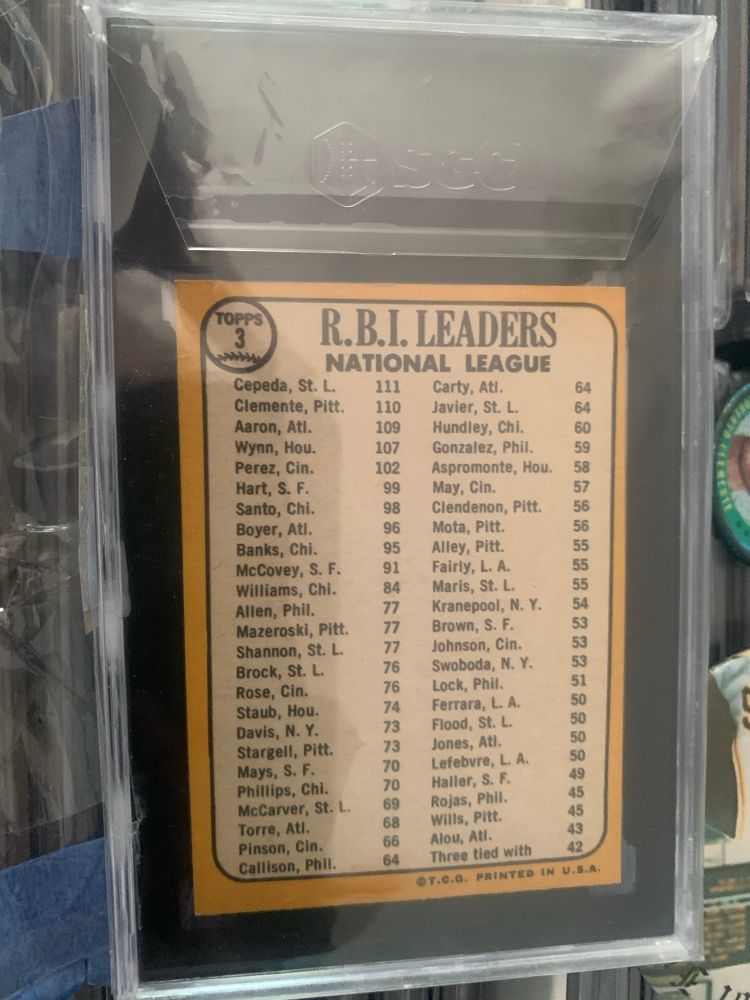 SGC
TOPPS
3
R.B.I. LEADERS
NATIONAL LEAGUE
Cepeda, St. L. 111
Clemente, Pitt. 110
Aaron, Atl. 109
Wynn, Hou. 107
Perez, Cin. 102
Hart, S. F. 99
Santo, Chi. 98
Boyer, Atl. 96
Banks, Chi. 95
McCovey, S. F. 91
Williams, Chi. 84
Allen, Phil. 77
Mazeroski, Pitt. 77
Shannon, St. L. 77
Brock, St. L. 76
Rose, Cin. 76
Staub, Hou. 74
Davis, N. Y. 73
Stargell, Pitt. 73
Mays, S. F. 70
Phillips, Chi. 70
McCarver, St. L. 69
Torre, Atl. 68
Pinson, Cin. 66
Callison, Phil. 64
Carty, Atl. 64
Javier, St. L. 64
Hundley, Chi. 60
Gonzalez, Phil. 59
Aspromonte, Hou. 58
May, Cin. 57
Clendenon, Pitt. 56
Mota, Pitt. 56
Alley, Pitt. 55
Fairly, L. A. 55
Maris, St. L. 55
Kranepool, N. Y. 54
Brown, S. F. 53
Johnson, Cin. 53
Swoboda, N. Y. 53
Lock, Phil. 51
Ferrara, L. A. 50
Flood, St. L. 50
Jones, Atl. 50
Lefebvre, L. A. 50
Haller, S. F. 49
Rojas, Phil. 45
Wills, Pitt. 45
Alou, Atl. 43
Three tied with 42
©T.C.G. PRINTED IN U.S.A.